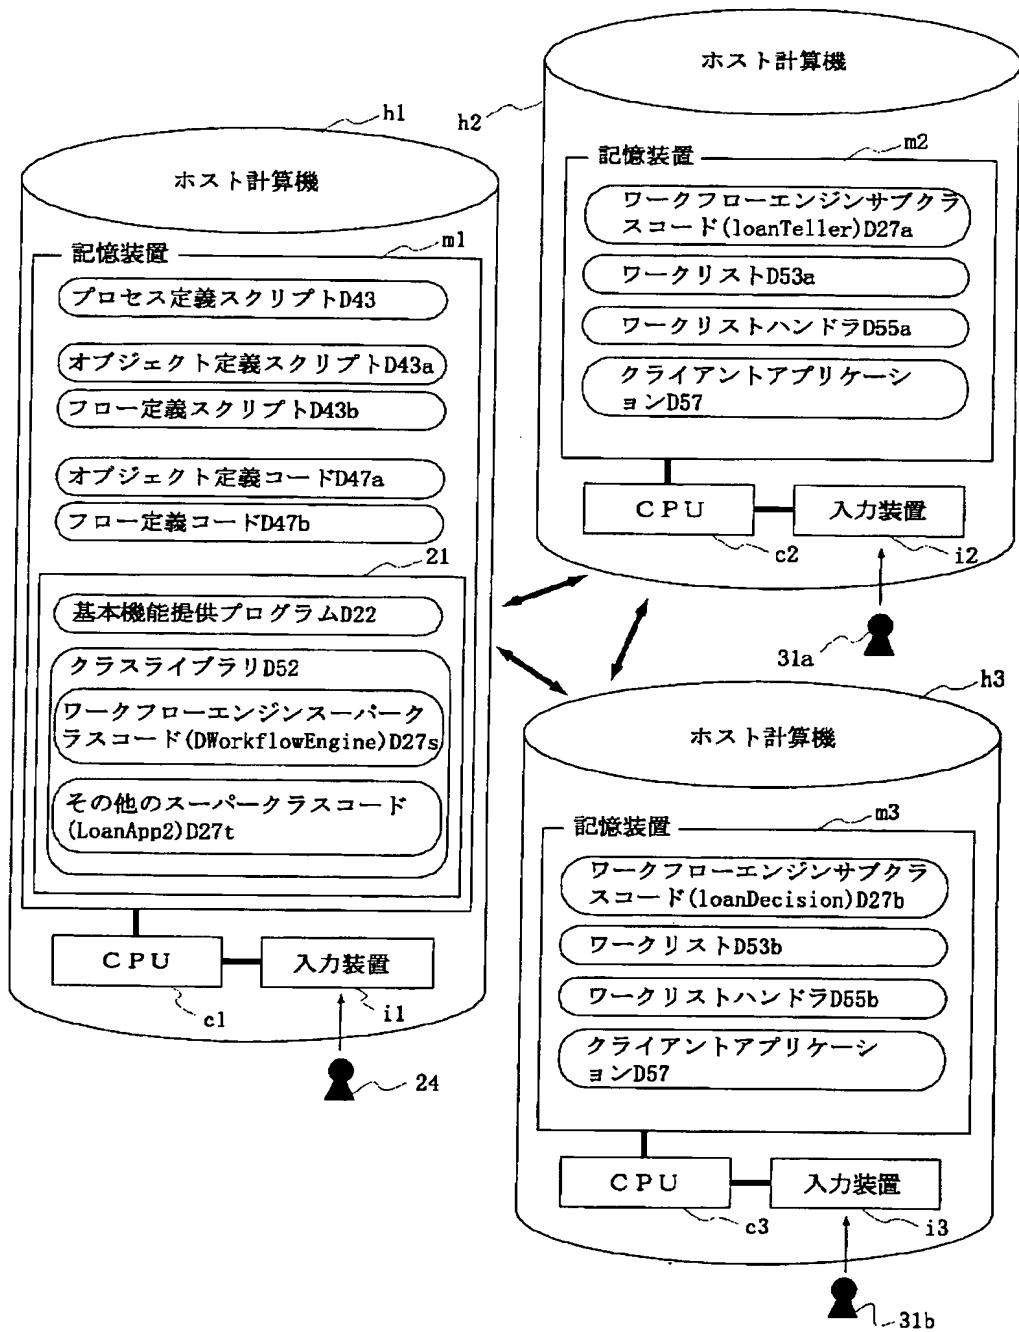 h1
ホスト計算機
記憶装置
m1
プロセス定義スクリプトD43
オブジェクト定義スクリプトD43a
フロー定義スクリプトD43b
オブジェクト定義コードD47a
フロー定義コードD47b
21
基本機能提供プログラムD22
クラスライブラリD52
ワークフローエンジンスーパーク
ラスコード(DWorkflowEngine)D27s
その他のスーパークラスコード
(LoanApp2)D27t
CPU
入力装置
c1
i1
24
h2
ホスト計算機
記憶装置
m2
ワークフローエンジンサブクラ
スコード(loanTeller)D27a
ワークリストD53a
ワークリストハンドラD55a
クライアントアプリケーシ
ョンD57
CPU
入力装置
c2
i2
31a
h3
ホスト計算機
記憶装置
m3
ワークフローエンジンサブクラ
スコード(loanDecision)D27b
ワークリストD53b
ワークリストハンドラD55b
クライアントアプリケーシ
ョンD57
CPU
入力装置
c3
i3
31b